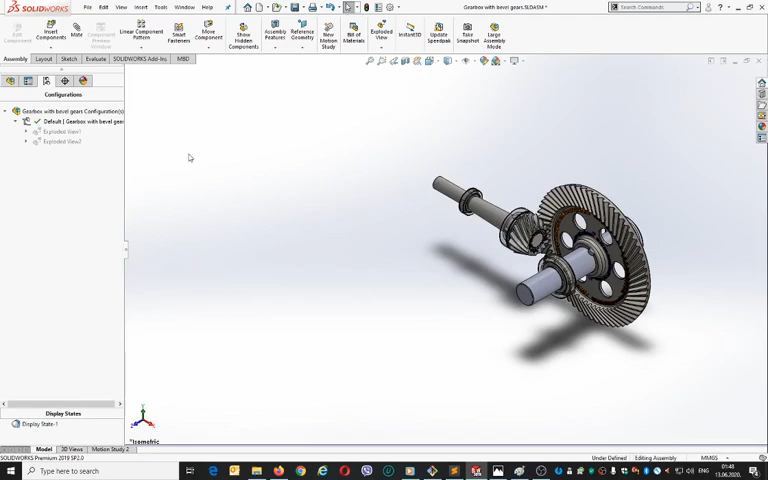 SOLIDWORKS
File Edit View Insert Tools Window Help
Gearbox with bevel gears.SLDASM *
Search Commands
Edit Component
Insert Components
Mate
Component Preview Window
Linear Component Pattern
Smart Fasteners
Move Component
Show Hidden Components
Assembly Features
Reference Geometry
New Motion Study
Bill of Materials
Exploded View
Instant3D
Update Speedpak
Take Snapshot
Large Assembly Mode
Assembly Layout Sketch Evaluate SOLIDWORKS Add-Ins MBD
Configurations
Gearbox with bevel gears Configuration(s)
Default [ Gearbox with bevel gears
Exploded View1
Exploded View2
Display States
Display State-1
*Isometric
Model 3D Views Motion Study 2
SOLIDWORKS Premium 2019 SP2.0
Under Defined Editing Assembly MMGS
Type here to search
ENG
01:48
13.06.2020.